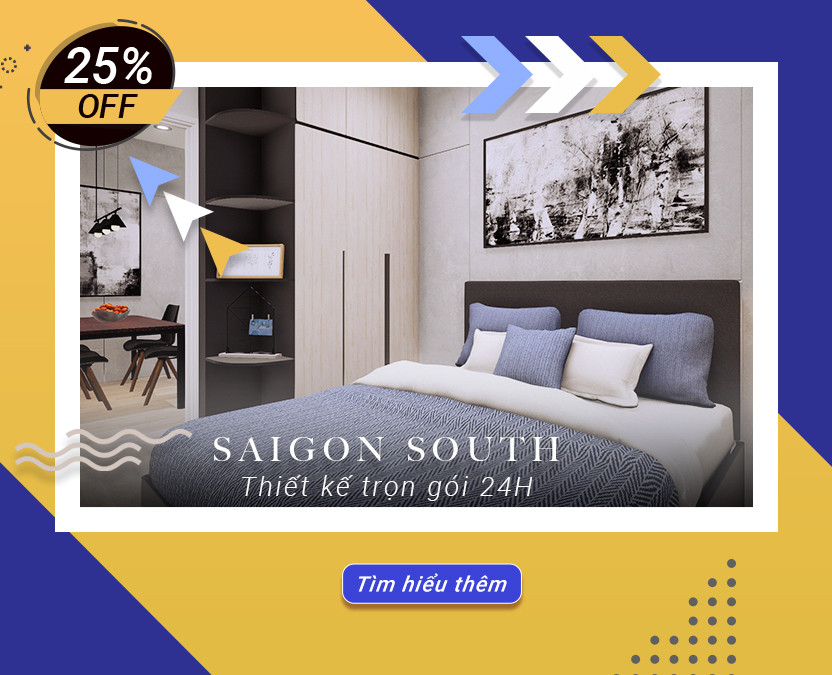 25%
OFF
SAIGON SOUTH
Thiết kế trọn gói 24H
Tìm hiểu thêm